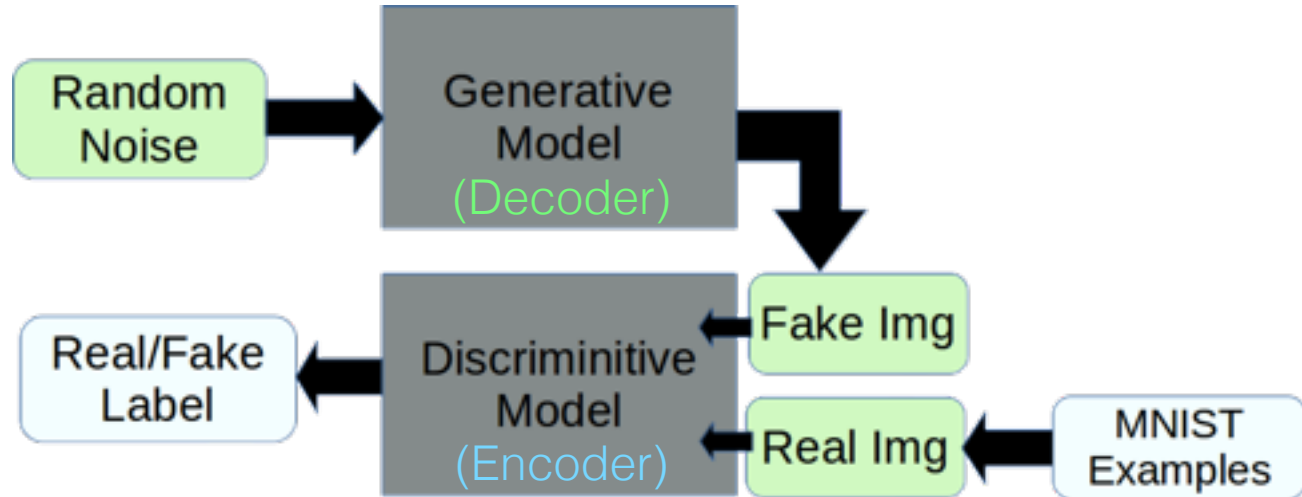 Random
Noise
Generative
Model
(Decoder)
Fake Img
Real/Fake
Label
Discriminitive
Model
(Encoder)
Real Img
MNIST
Examples